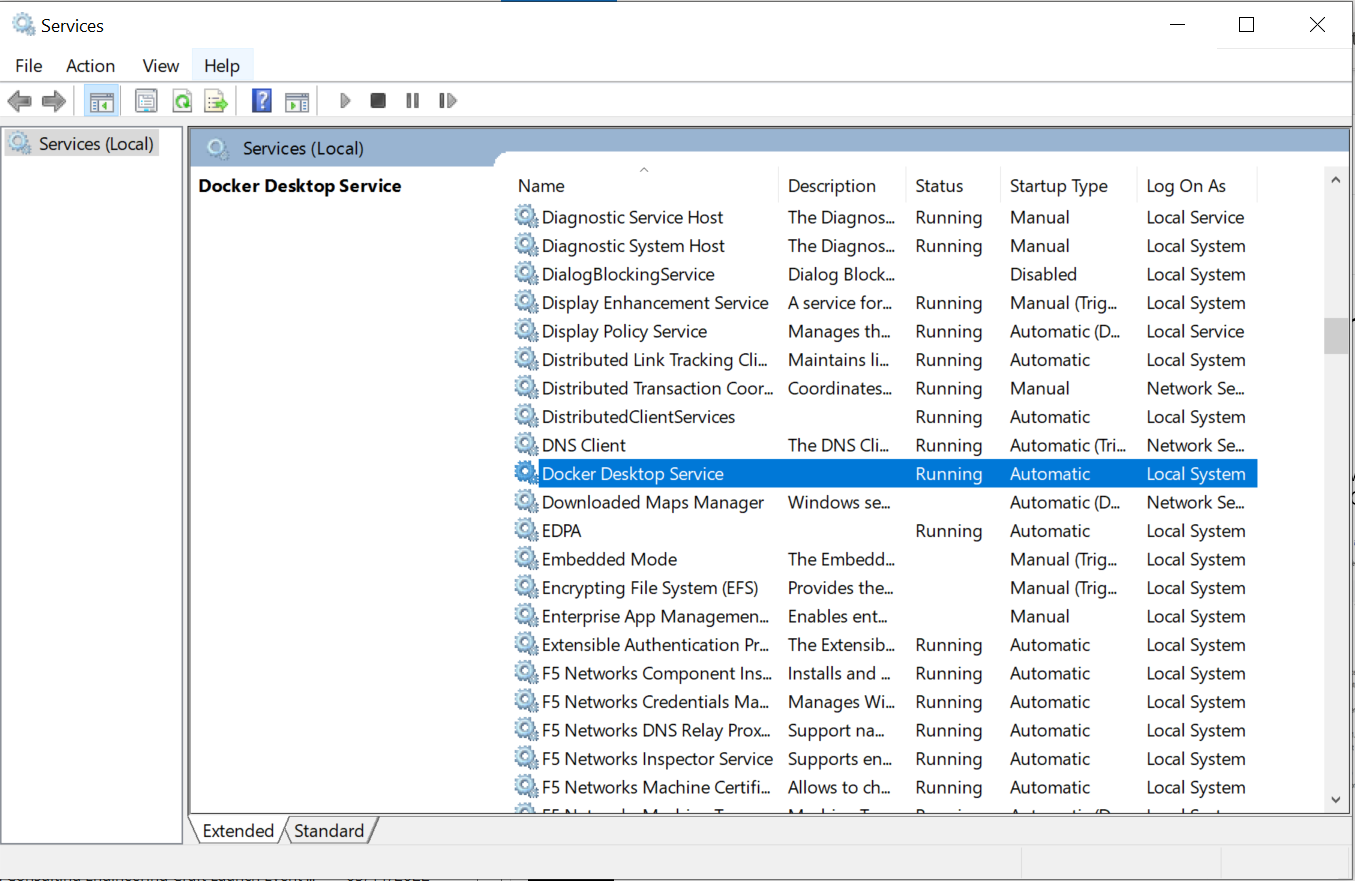 Services
File Action View Help
Services (Local)
Services (Local)
Docker Desktop Service
Name Description Status Startup Type Log On As
Diagnostic Service Host The Diagnos... Running Manual Local Service
Diagnostic System Host The Diagnos... Running Manual Local System
DialogBlockingService Dialog Block... Disabled Local System
Display Enhancement Service A service for... Running Manual (Trig... Local System
Display Policy Service Manages th... Running Automatic (D... Local Service
Distributed Link Tracking Cli... Maintains li... Running Automatic Local System
Distributed Transaction Coor... Coordinates... Running Manual Network Se...
DistributedClientServices Running Automatic Local System
DNS Client The DNS Cli... Running Automatic (Tri... Network Se...
Docker Desktop Service Running Automatic Local System
Downloaded Maps Manager Windows se... Automatic (D... Network Se...
EDPA Running Automatic Local System
Embedded Mode The Embedd... Manual (Trig... Local System
Encrypting File System (EFS) Provides the... Manual (Trig... Local System
Enterprise App Managemen... Enables ent... Manual Local System
Extensible Authentication Pr... The Extensib... Running Automatic Local System
F5 Networks Component Ins... Installs and ... Running Automatic Local System
F5 Networks Credentials Ma... Manages Wi... Running Automatic Local System
F5 Networks DNS Relay Prox... Support na... Running Automatic Local System
F5 Networks Inspector Service Supports en... Running Automatic Local System
F5 Networks Machine Certifi... Allows to ch... Running Automatic Local System
Extended Standard